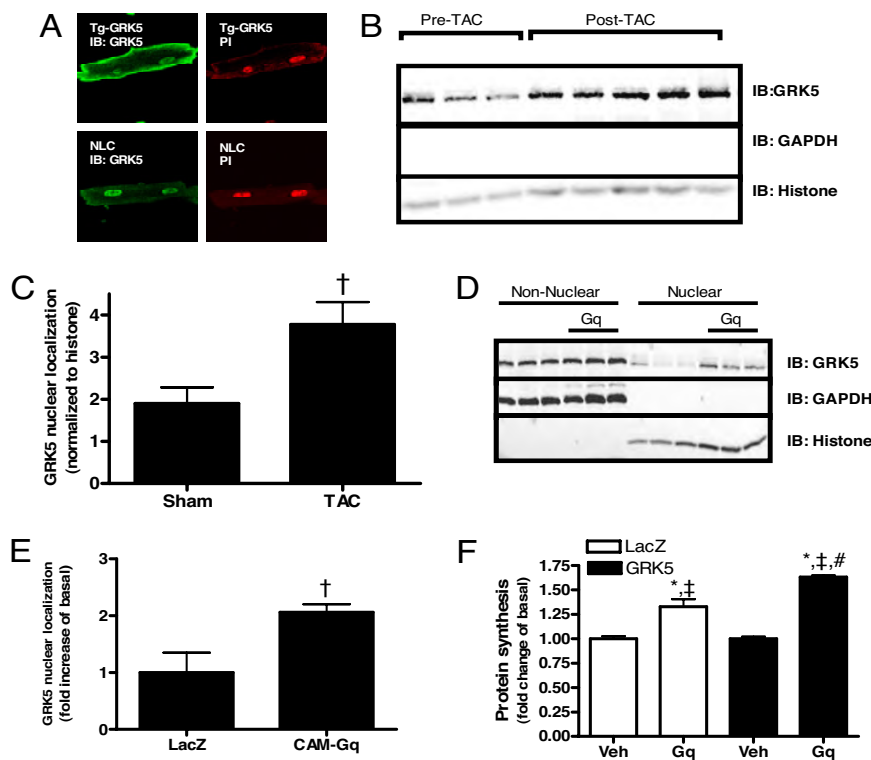 A
Tg-GRK5
IB: GRK5
Tg-GRK5
PI
NLC
IB: GRK5
NLC
PI
B
Pre-TAC
Post-TAC
IB:GRK5
IB: GAPDH
IB: Histone
C
GRK5 nuclear localization
(normalized to histone)
4
3
2
1
0
†
Sham
TAC
D
Non-Nuclear
Nuclear
Gq
Gq
IB: GRK5
IB: GAPDH
IB: Histone
E
GRK5 nuclear localization
(fold increase of basal)
3
2
1
0
†
LacZ
CAM-Gq
F
LacZ
GRK5
Protein synthesis
(fold change of basal)
1.75
1.50
1.25
1.00
0.75
0.50
0.25
0.00
*,‡
*,‡,#
Veh
Gq
Veh
Gq